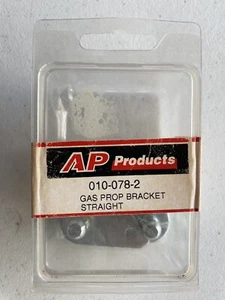 AP Products
010-078-2
GAS PROP BRACKET
STRAIGHT